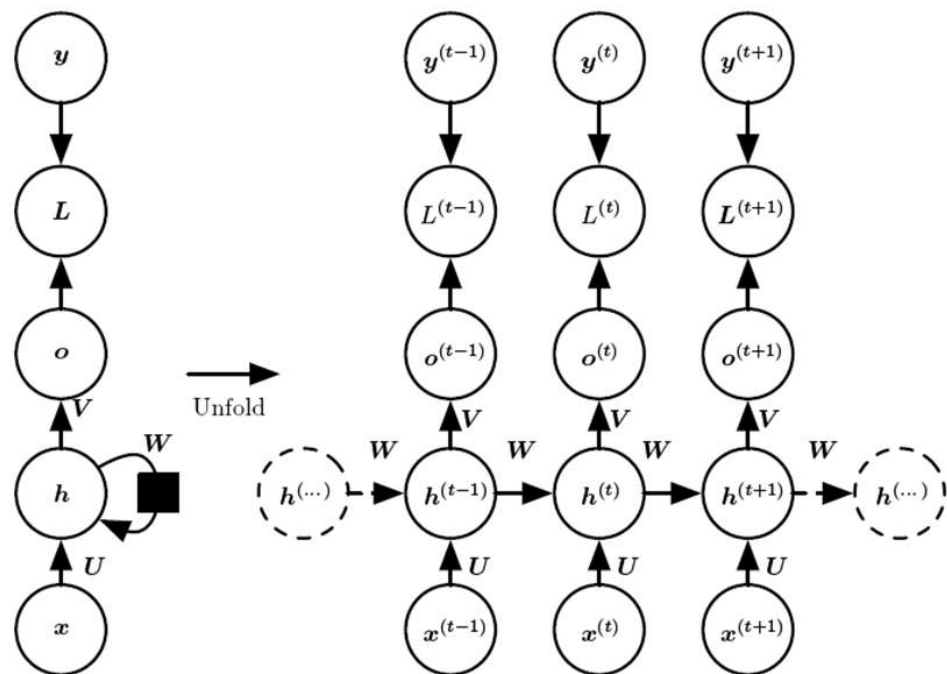 y y^(t−1) y^(t) y^(t+1)
L L^(t−1) L^(t) L^(t+1)
o o^(t−1) o^(t) o^(t+1)
Unfold
V V V V
W W W W W
h h^(...) h^(t−1) h^(t) h^(t+1) h^(...)
U U U U
x x^(t−1) x^(t) x^(t+1)